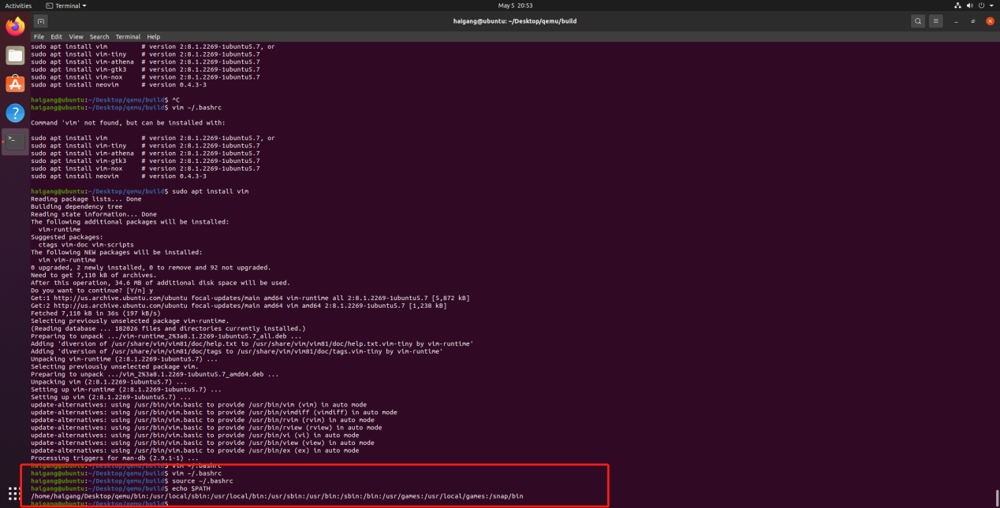 Activities Terminal May 5 20:53
haigang@ubuntu: ~/Desktop/qemu/build
File Edit View Search Terminal Help
sudo apt install vim # version 2:8.1.2269-1ubuntu5.7, or
sudo apt install vim-tiny # version 2:8.1.2269-1ubuntu5.7
sudo apt install vim-athena # version 2:8.1.2269-1ubuntu5.7
sudo apt install vim-gtk3 # version 2:8.1.2269-1ubuntu5.7
sudo apt install vim-nox # version 2:8.1.2269-1ubuntu5.7
sudo apt install neovim # version 0.4.3-3
haigang@ubuntu:~/Desktop/qemu/build$ ^C
haigang@ubuntu:~/Desktop/qemu/build$ vim ~/.bashrc
Command 'vim' not found, but can be installed with:
sudo apt install vim # version 2:8.1.2269-1ubuntu5.7, or
sudo apt install vim-tiny # version 2:8.1.2269-1ubuntu5.7
sudo apt install vim-athena # version 2:8.1.2269-1ubuntu5.7
sudo apt install vim-gtk3 # version 2:8.1.2269-1ubuntu5.7
sudo apt install vim-nox # version 2:8.1.2269-1ubuntu5.7
sudo apt install neovim # version 0.4.3-3
haigang@ubuntu:~/Desktop/qemu/build$ sudo apt install vim
Reading package lists... Done
Building dependency tree
Reading state information... Done
The following additional packages will be installed:
vim-runtime
Suggested packages:
ctags vim-doc vim-scripts
The following NEW packages will be installed:
vim vim-runtime
0 upgraded, 2 newly installed, 0 to remove and 92 not upgraded.
Need to get 7,110 kB of archives.
After this operation, 34.6 MB of additional disk space will be used.
Do you want to continue? [Y/n] y
Get:1 http://us.archive.ubuntu.com/ubuntu focal-updates/main amd64 vim-runtime all 2:8.1.2269-1ubuntu5.7 [5,872 kB]
Get:2 http://us.archive.ubuntu.com/ubuntu focal-updates/main amd64 vim amd64 2:8.1.2269-1ubuntu5.7 [1,238 kB]
Fetched 7,110 kB in 36s (197 kB/s)
Selecting previously unselected package vim-runtime.
(Reading database ... 182026 files and directories currently installed.)
Preparing to unpack .../vim-runtime_2%3a8.1.2269-1ubuntu5.7_all.deb ...
Adding 'diversion of /usr/share/vim/vim81/doc/help.txt to /usr/share/vim/vim81/doc/help.txt.vim-tiny by vim-runtime'
Adding 'diversion of /usr/share/vim/vim81/doc/tags to /usr/share/vim/vim81/doc/tags.vim-tiny by vim-runtime'
Unpacking vim-runtime (2:8.1.2269-1ubuntu5.7) ...
Selecting previously unselected package vim.
Preparing to unpack .../vim_2%3a8.1.2269-1ubuntu5.7_amd64.deb ...
Unpacking vim (2:8.1.2269-1ubuntu5.7) ...
Setting up vim-runtime (2:8.1.2269-1ubuntu5.7) ...
Setting up vim (2:8.1.2269-1ubuntu5.7) ...
update-alternatives: using /usr/bin/vim.basic to provide /usr/bin/vim (vim) in auto mode
update-alternatives: using /usr/bin/vim.basic to provide /usr/bin/vimdiff (vimdiff) in auto mode
update-alternatives: using /usr/bin/vim.basic to provide /usr/bin/rvim (rvim) in auto mode
update-alternatives: using /usr/bin/vim.basic to provide /usr/bin/rview (rview) in auto mode
update-alternatives: using /usr/bin/vim.basic to provide /usr/bin/vi (vi) in auto mode
update-alternatives: using /usr/bin/vim.basic to provide /usr/bin/view (view) in auto mode
update-alternatives: using /usr/bin/vim.basic to provide /usr/bin/ex (ex) in auto mode
Processing triggers for man-db (2.9.1-1) ...
haigang@ubuntu:~/Desktop/qemu/build$ vim ~/.bashrc
haigang@ubuntu:~/Desktop/qemu/build$ vim ~/.bashrc
haigang@ubuntu:~/Desktop/qemu/build$ source ~/.bashrc
haigang@ubuntu:~/Desktop/qemu/build$ echo $PATH
/home/haigang/Desktop/qemu/bin:/usr/local/sbin:/usr/local/bin:/usr/sbin:/usr/bin:/sbin:/bin:/usr/games:/usr/local/games:/snap/bin
haigang@ubuntu:~/Desktop/qemu/build$